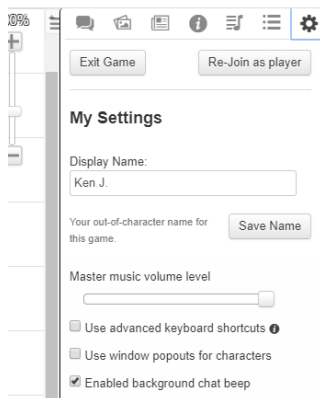 00%
Exit Game Re-Join as player
My Settings
Display Name:
Ken J.
Your out-of-character name for
this game.
Save Name
Master music volume level
Use advanced keyboard shortcuts
Use window popouts for characters
Enabled background chat beep